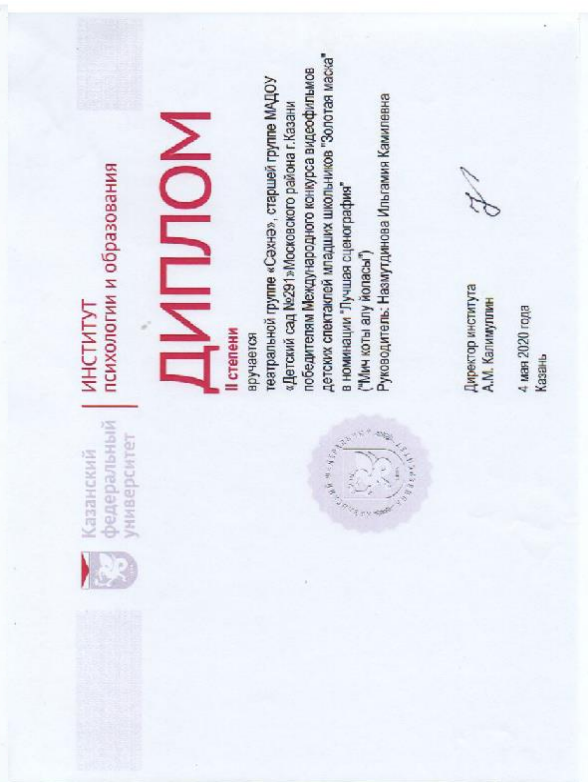 Казанский
федеральный
университет
ИНСТИТУТ
психологии и образования
ДИПЛОМ
II степени
вручается
театральной группе «Сәхнә», старшей группе МАДОУ
«Детский сад №291»Московского района г.Казани
победителям Международного конкурса видеофильмов
детских спектаклей младших школьников "Золотая маска"
в номинации "Лучшая сценография"
("Мич коты алу йоласы")
Руководитель: Назмутдинова Ильгамия Камилевна
Директор института
А.М. Калимуллин
4 мая 2020 года
Казань